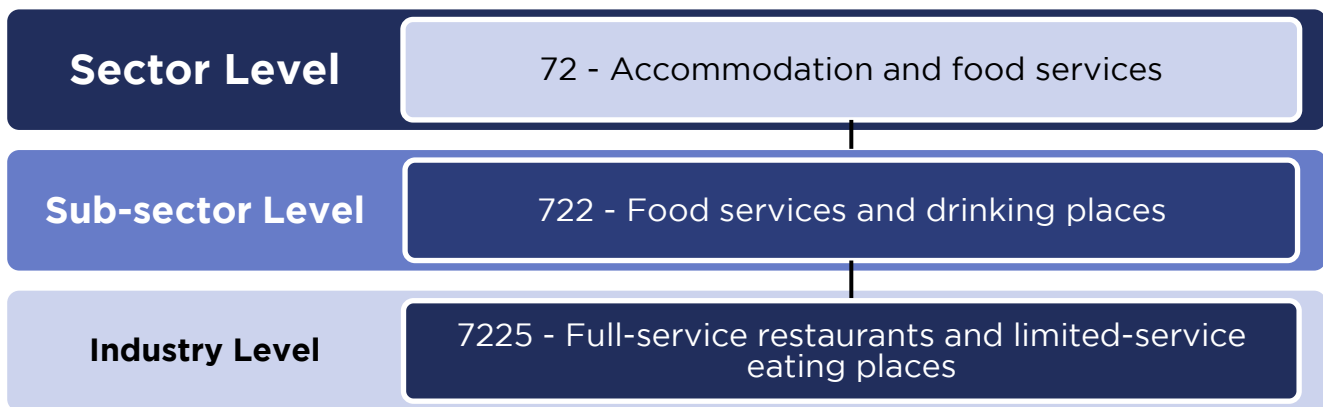 Sector Level
72 - Accommodation and food services
Sub-sector Level
722 - Food services and drinking places
Industry Level
7225 - Full-service restaurants and limited-service
eating places